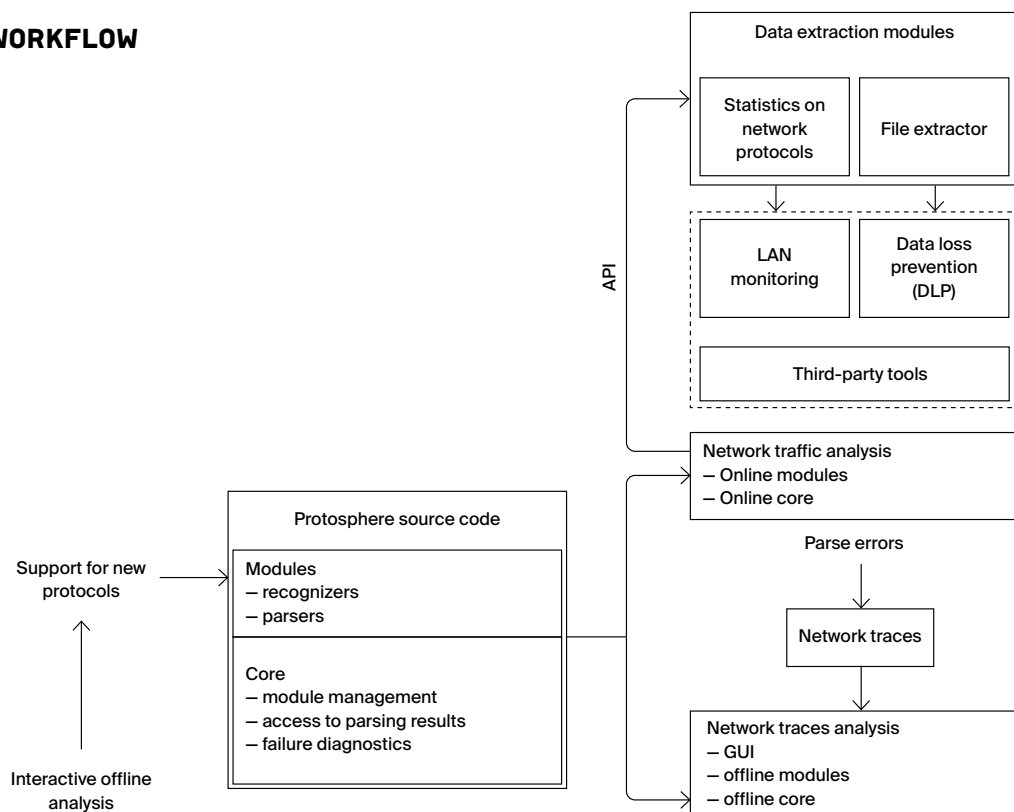 WORKFLOW
Data extraction modules
Statistics on
network
protocols
File extractor
API
LAN
monitoring
Data loss
prevention
(DLP)
Third-party tools
Network traffic analysis
– Online modules
– Online core
Protosphere source code
Parse errors
Support for new
protocols
Modules
– recognizers
– parsers
Network traces
Core
– module management
– access to parsing results
– failure diagnostics
Network traces analysis
– GUI
– offline modules
– offline core
Interactive offline
analysis